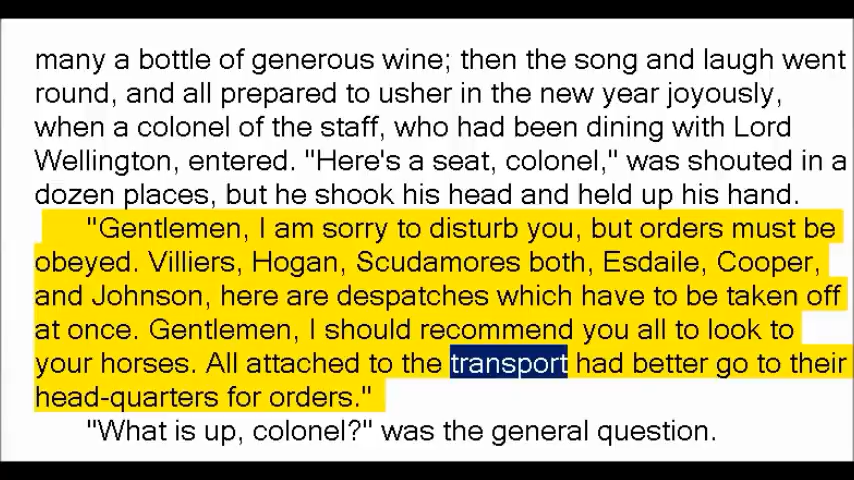 many a bottle of generous wine; then the song and laugh went
round, and all prepared to usher in the new year joyously,
when a colonel of the staff, who had been dining with Lord
Wellington, entered. "Here's a seat, colonel," was shouted in a
dozen places, but he shook his head and held up his hand.
"Gentlemen, I am sorry to disturb you, but orders must be
obeyed. Villiers, Hogan, Scudamores both, Esdaile, Cooper,
and Johnson, here are despatches which have to be taken off
at once. Gentlemen, I should recommend you all to look to
your horses. All attached to the transport had better go to their
head-quarters for orders."
"What is up, colonel?" was the general question.